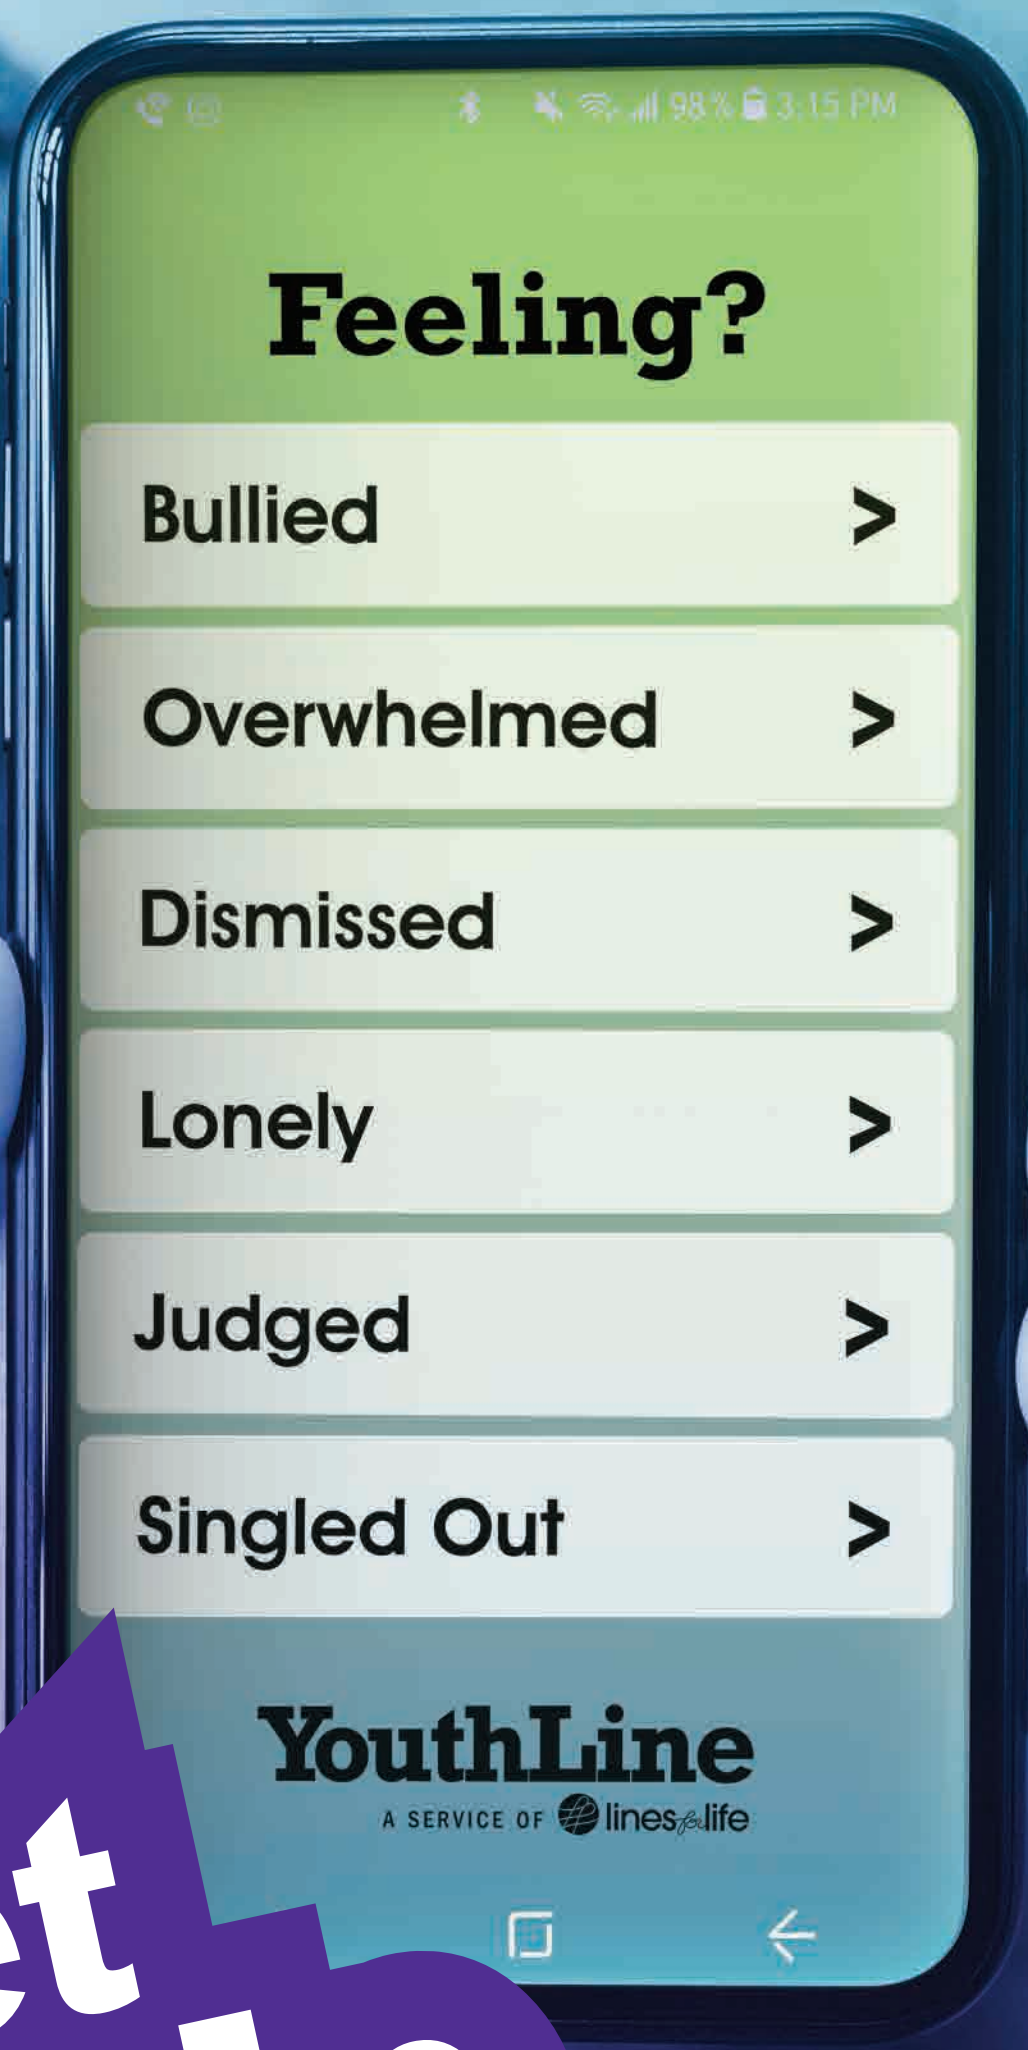 98% 3:15 PM
Feeling?
Bullied >
Overwhelmed >
Dismissed >
Lonely >
Judged >
Singled Out >
YouthLine
A SERVICE OF lines for life